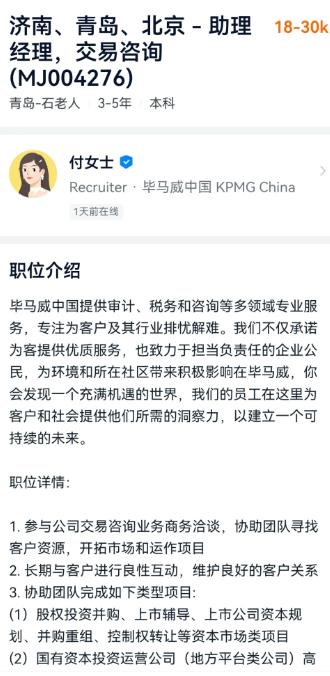 济南、青岛、北京 - 助理
经理，交易咨询
(MJ004276)
18-30k
青岛-石老人 3-5年 本科
付女士
Recruiter · 毕马威中国 KPMG China
1天前在线
职位介绍
毕马威中国提供审计、税务和咨询等多领域专业服
务，专注为客户及其行业排忧解难。我们不仅承诺
为客提供优质服务，也致力于担当负责任的企业公
民，为环境和所在社区带来积极影响在毕马威，你
会发现一个充满机遇的世界，我们的员工在这里为
客户和社会提供他们所需的洞察力，以建立一个可
持续的未来。
职位详情：
1. 参与公司交易咨询业务商务洽谈，协助团队寻找
客户资源，开拓市场和运作项目
2. 长期与客户进行良性互动，维护良好的客户关系
3. 协助团队完成如下类型项目:
(1）股权投资并购、上市辅导、上市公司资本规
划、并购重组、控制权转让等资本市场类项目
(2）国有资本投资运营公司（地方平台类公司）高